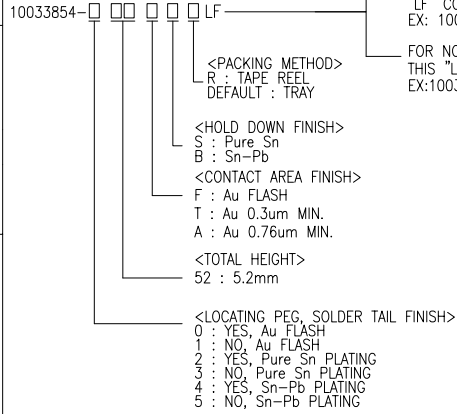 "LF" CO
EX: 100
10033854-□ □□ □ □ □ LF
FOR NO
THIS "L
EX:1003
<PACKING METHOD>
R : TAPE REEL
DEFAULT : TRAY
<HOLD DOWN FINISH>
S : Pure Sn
B : Sn-Pb
<CONTACT AREA FINISH>
F : Au FLASH
T : Au 0.3um MIN.
A : Au 0.76um MIN.
<TOTAL HEIGHT>
52 : 5.2mm
<LOCATING PEG, SOLDER TAIL FINISH>
0 : YES, Au FLASH
1 : NO, Au FLASH
2 : YES, Pure Sn PLATING
3 : NO, Pure Sn PLATING
4 : YES, Sn-Pb PLATING
5 : NO, Sn-Pb PLATING